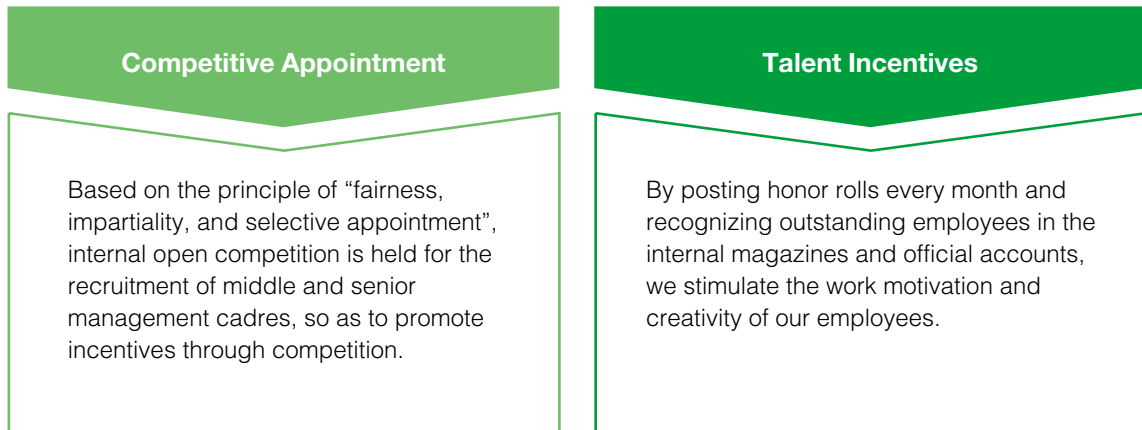 Competitive Appointment
Based on the principle of “fairness,
impartiality, and selective appointment”,
internal open competition is held for the
recruitment of middle and senior
management cadres, so as to promote
incentives through competition.
Talent Incentives
By posting honor rolls every month and
recognizing outstanding employees in the
internal magazines and official accounts,
we stimulate the work motivation and
creativity of our employees.